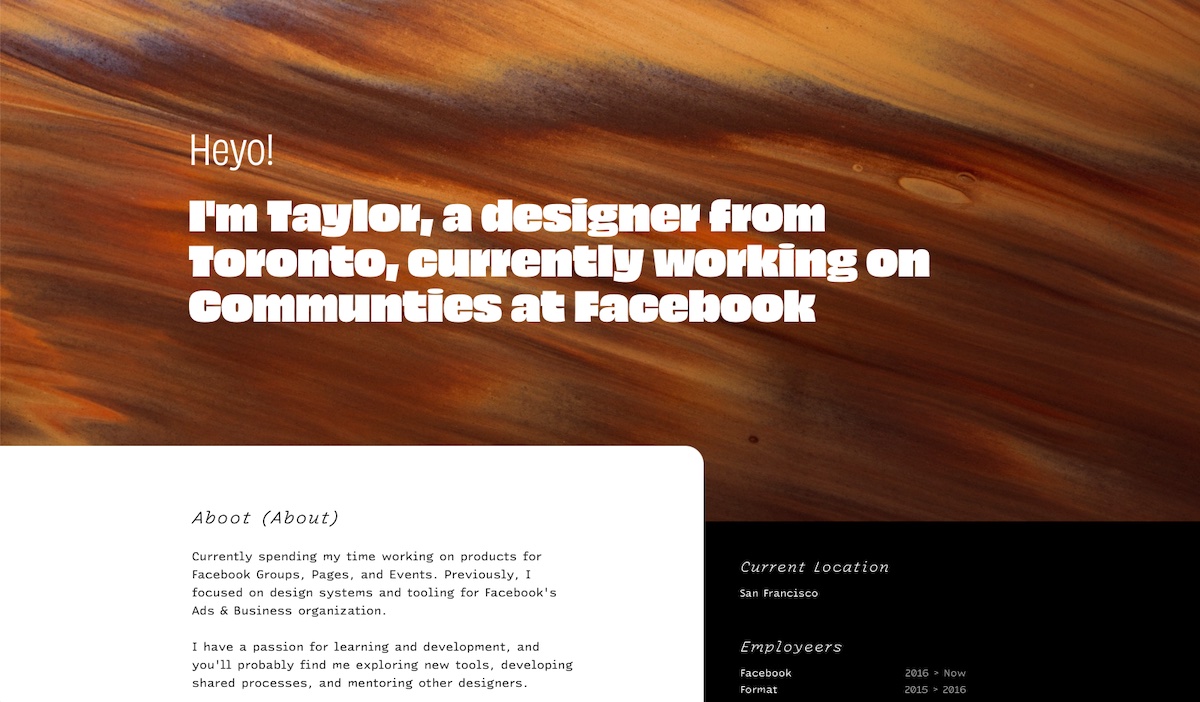 Heyo!
I'm Taylor, a designer from
Toronto, currently working on
Communties at Facebook
Aboot (About)
Currently spending my time working on products for
Facebook Groups, Pages, and Events. Previously, I
focused on design systems and tooling for Facebook's
Ads & Business organization.
I have a passion for learning and development, and
you'll probably find me exploring new tools, developing
shared processes, and mentoring other designers.
Current Location
San Francisco
Employeers
Facebook 2016 > Now
Format 2015 > 2016